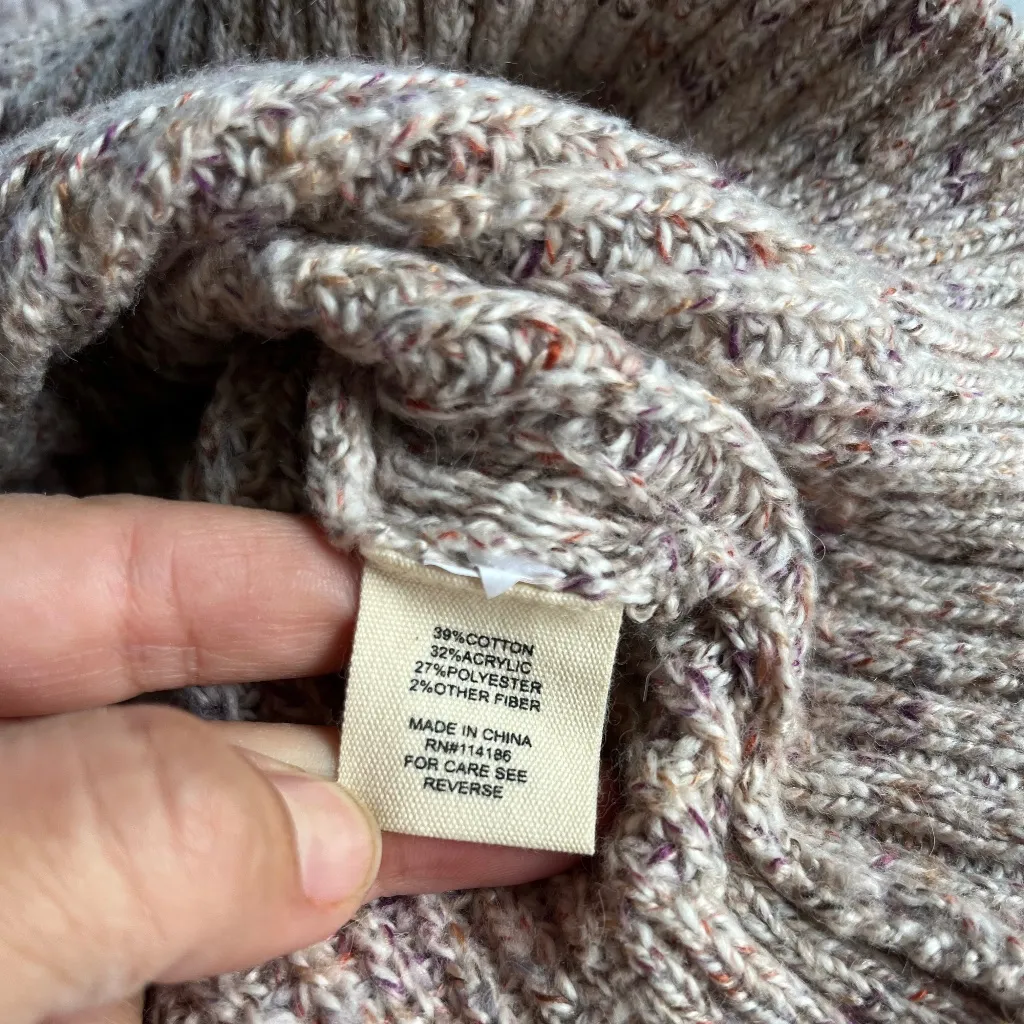 39%COTTON
32%ACRYLIC
27%POLYESTER
2%OTHER FIBER
MADE IN CHINA
RN#114186
FOR CARE SEE
REVERSE